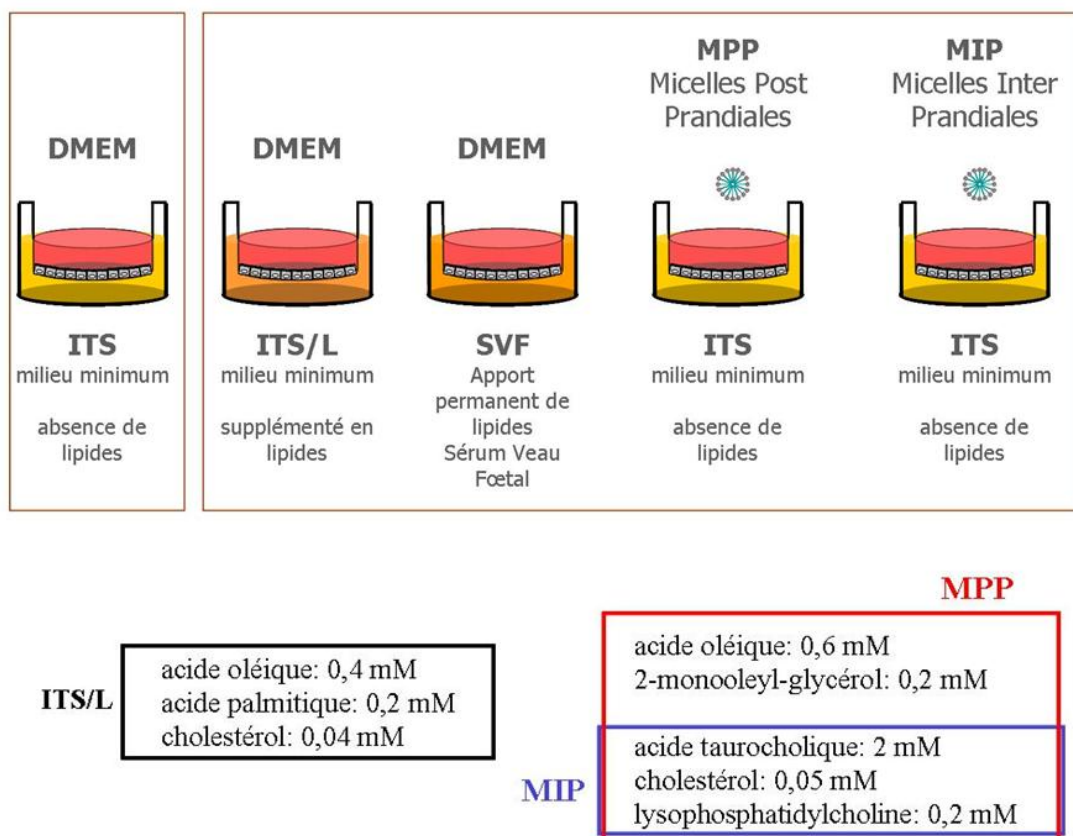 DMEM
ITS
milieu minimum
absence de
lipides
DMEM
ITS/L
milieu minimum
supplémenté en
lipides
DMEM
SVF
Apport
permanent de
lipides
Sérum Veau
Fœtal
MPP
Micelles Post
Prandiales
ITS
milieu minimum
absence de
lipides
MIP
Micelles Inter
Prandiales
ITS
milieu minimum
absence de
lipides
ITS/L
acide oléique: 0,4 mM
acide palmitique: 0,2 mM
cholestérol: 0,04 mM
MPP
acide oléique: 0,6 mM
2-monooleyl-glycérol: 0,2 mM
MIP
acide taurocholique: 2 mM
cholestérol: 0,05 mM
lysophosphatidylcholine: 0,2 mM